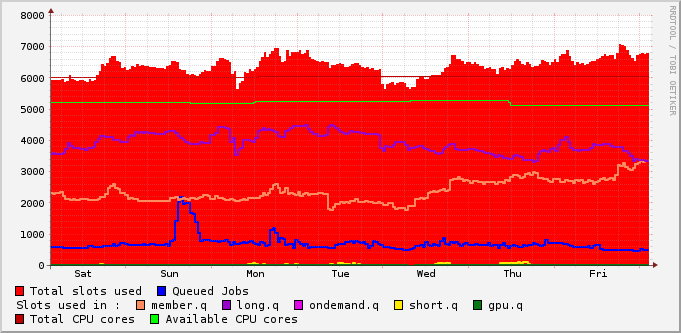 8000
7000
6000
5000
4000
3000
2000
1000
0
Sat Sun Mon Tue Wed Thu Fri
RRDTOOL / TOBI OETIKER
Total slots used Queued Jobs
Slots used in : member.q long.q ondemand.q short.q gpu.q
Total CPU cores Available CPU cores